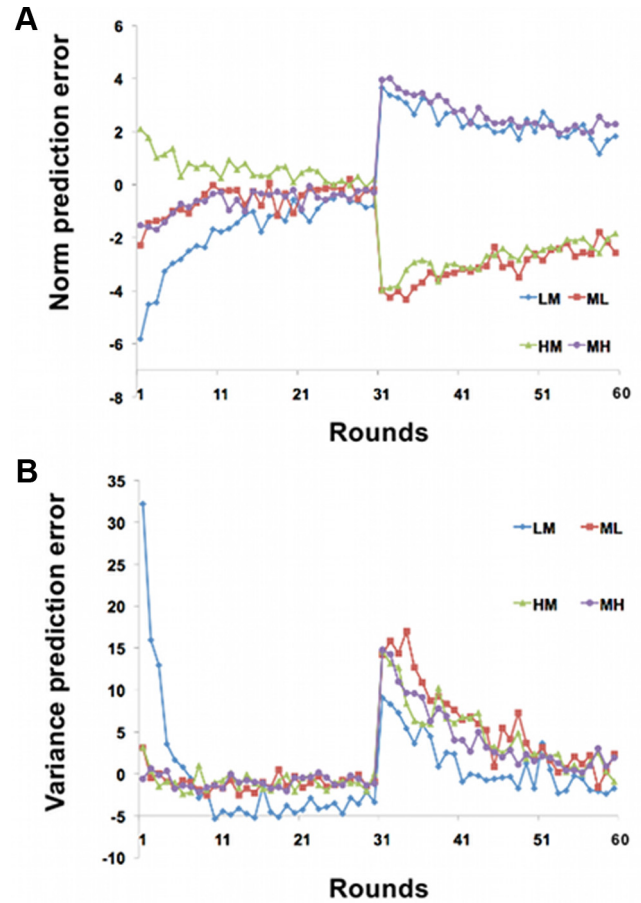 A
Norm prediction error
6
4
2
0
-2
-4
-6
-8
1 11 21 31 41 51 60
LM ML
HM MH
Rounds
B
Variance prediction error
35
30
25
20
15
10
5
0
-5
-10
1 11 21 31 41 51 60
LM ML
HM MH
Rounds